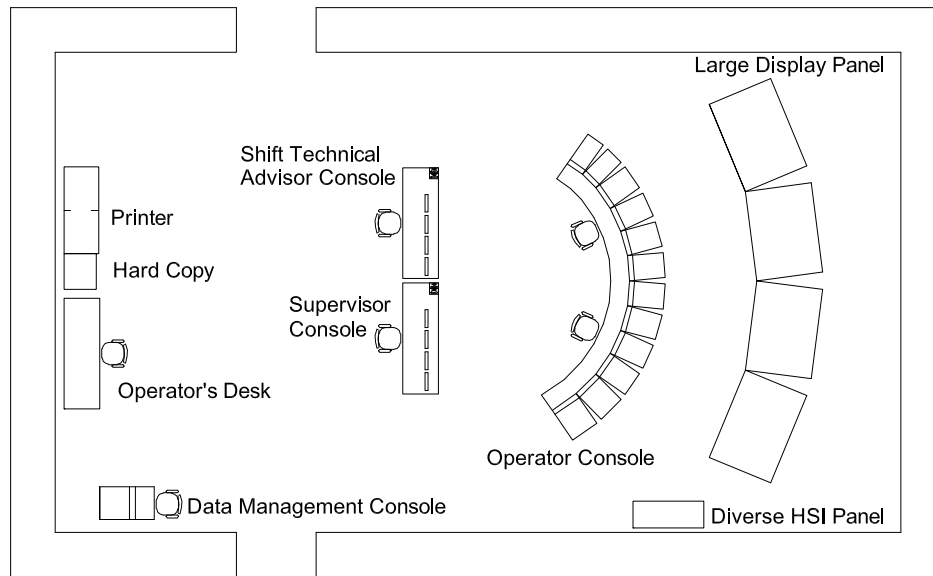 Large Display Panel
Shift Technical
Advisor Console
Printer
Hard Copy
Supervisor
Console
Operator's Desk
Operator Console
Data Management Console
Diverse HSI Panel